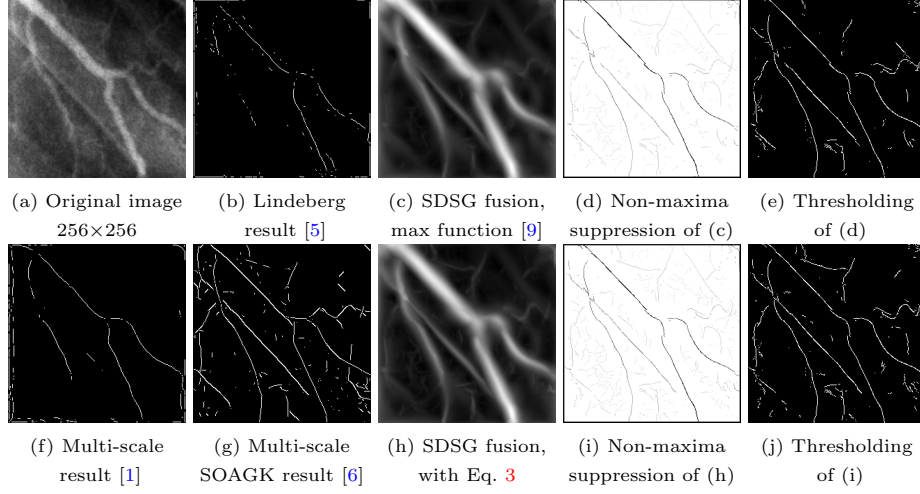 (a) Original image
256×256
(b) Lindeberg
result [5]
(c) SDSG fusion,
max function [9]
(d) Non-maxima
suppression of (c)
(e) Thresholding
of (d)
(f) Multi-scale
result [1]
(g) Multi-scale
SOAGK result [6]
(h) SDSG fusion,
with Eq. 3
(i) Non-maxima
suppression of (h)
(j) Thresholding
of (i)